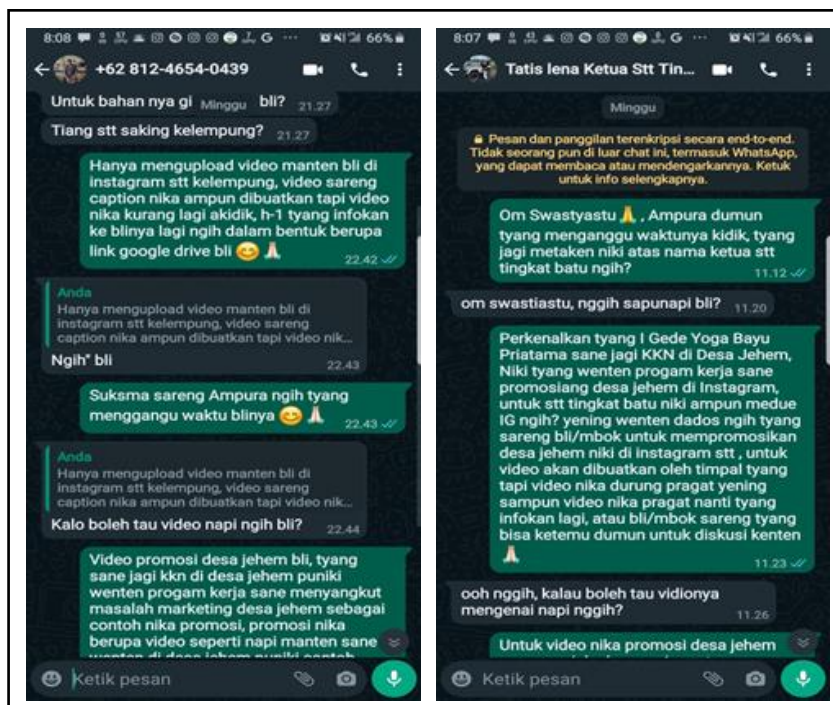 8:08
66%
+62 812-4654-0439
Untuk bahan nya gi Minggu bli? 21.27
Tiang stt saking kelempung? 21.27
Hanya mengupload video manten bli di
instagram stt kelempung, video sareng
caption nika ampun dibuatkan tapi video
nika kurang lagi akidik, h-1 tyang infokan
ke blinya lagi ngih dalam bentuk berupa
link google drive bli 😊 🙏
22.42
Anda
Hanya mengupload video manten bli di
instagram stt kelempung, video sareng
caption nika ampun dibuatkan tapi video nik...
Ngih" bli 22.43
Suksma sareng Ampura ngih tyang
menggangu waktu blinya 😊 🙏 22.43
Anda
Hanya mengupload video manten bli di
instagram stt kelempung, video sareng
caption nika ampun dibuatkan tapi video nik...
Kalo boleh tau video napi ngih bli? 22.44
Video promosi desa jehem bli, tyang
sane jagi kkn di desa jehem puniki
wenten progam kerja sane menyangkut
masalah marketing desa jehem sebagai
contoh nika promosi, promosi nika
berupa video seperti napi manten sane
wenten di desa jehem puniki contoh
Ketik pesan
8:07
66%
Tatis lena Ketua Stt Tin...
Minggu
Pesan dan panggilan terenkripsi secara end-to-end.
Tidak seorang pun di luar chat ini, termasuk WhatsApp,
yang dapat membaca atau mendengarkannya. Ketuk
untuk info selengkapnya.
Om Swastyastu 🙏 , Ampura dumun
tyang menganggu waktunya kidik, tyang
jagi metaken niki atas nama ketua stt
tingkat batu ngih?
11.12
om swastiastu, nggih sapunapi bli? 11.20
Perkenalkan tyang I Gede Yoga Bayu
Priatama sane jagi KKN di Desa Jehem,
Niki tyang wenten progam kerja sane
promosiang desa jehem di Instagram,
untuk stt tingkat batu niki ampun medue
IG ngih? yening wenten dados ngih tyang
sareng bli/mbok untuk mempromosikan
desa jehem niki di instagram stt , untuk
video akan dibuatkan oleh timpal tyang
tapi video nika durung pragat yening
sampun video nika pragat nanti tyang
infokan lagi, atau bli/mbok sareng tyang
bisa ketemu dumun untuk diskusi kenten
🙏
11.23
ooh nggih, kalau boleh tau vidionya
mengenai napi nggih? 11.26
Untuk video nika promosi desa jehem
Ketik pesan